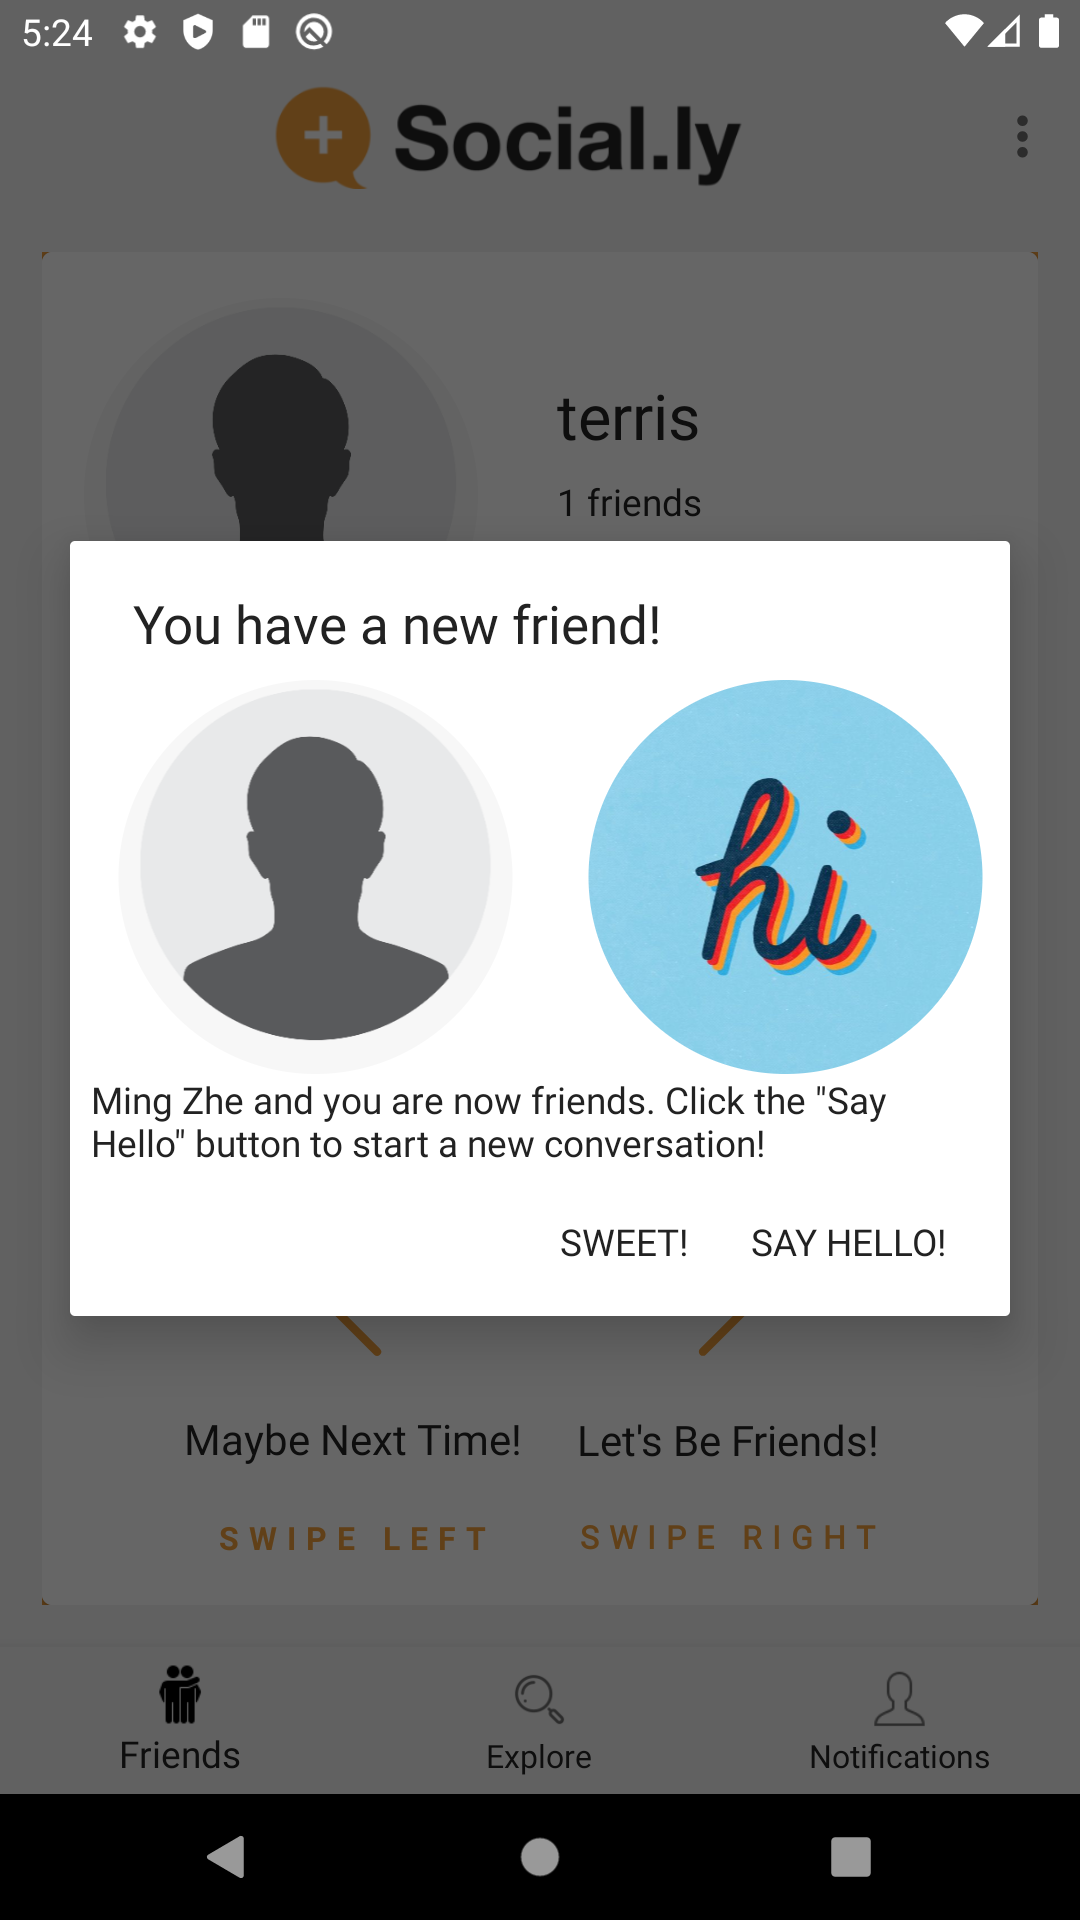 5:24
Social.ly
terris
1 friends
You have a new friend!
hi
Ming Zhe and you are now friends. Click the "Say
Hello" button to start a new conversation!
SWEET! SAY HELLO!
Maybe Next Time! Let's Be Friends!
SWIPE LEFT SWIPE RIGHT
Friends Explore Notifications